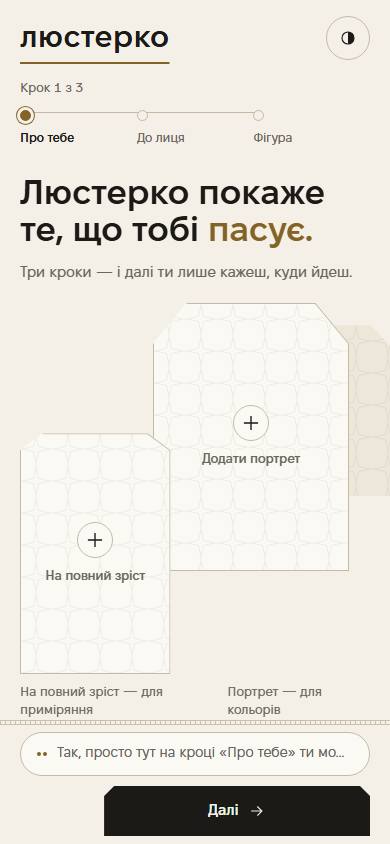 люстерко
Крок 1 з 3
Про тебе
До лиця
Фігура
Люстерко покаже
те, що тобі пасує.
Три кроки — і далі ти лише кажеш, куди йдеш.
Додати портрет
На повний зріст
На повний зріст — для
приміряння
Портрет — для
кольорів
Так, просто тут на кроці «Про тебе» ти мо...
Далі →